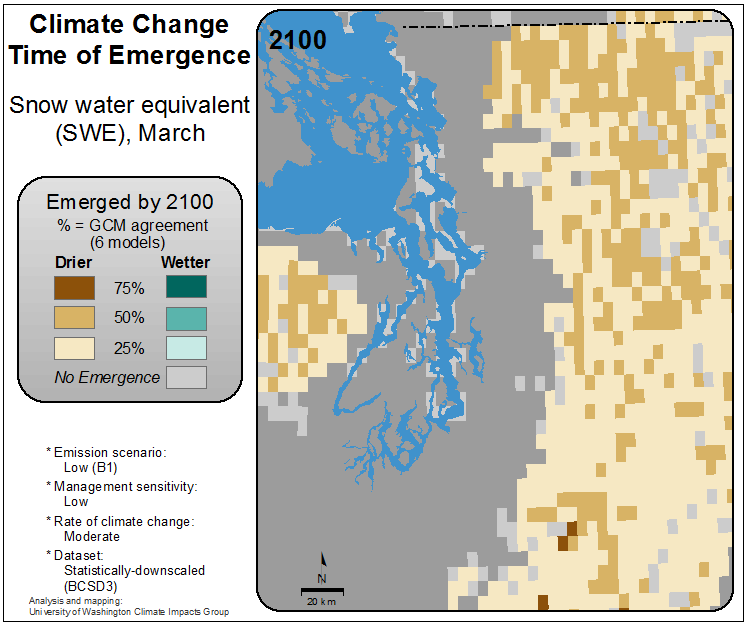 Climate Change
Time of Emergence
Snow water equivalent
(SWE), March
Emerged by 2100
% = GCM agreement
(6 models)
Drier Wetter
75%
50%
25%
No Emergence
* Emission scenario:
Low (B1)
* Management sensitivity:
Low
* Rate of climate change:
Moderate
* Dataset:
Statistically-downscaled
(BCSD3)
Analysis and mapping:
University of Washington Climate Impacts Group
2100
N
20 km